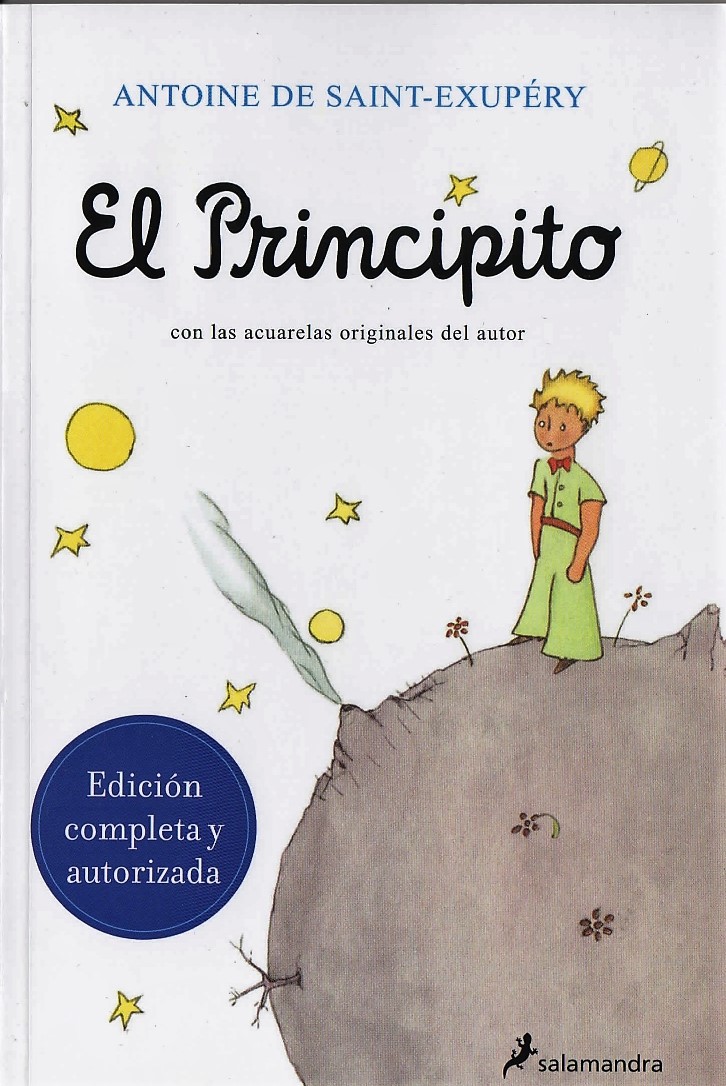 ANTOINE DE SAINT-EXUPÉRY
El Principito
con las acuarelas originales del autor
Edición
completa y
autorizada
salamandra